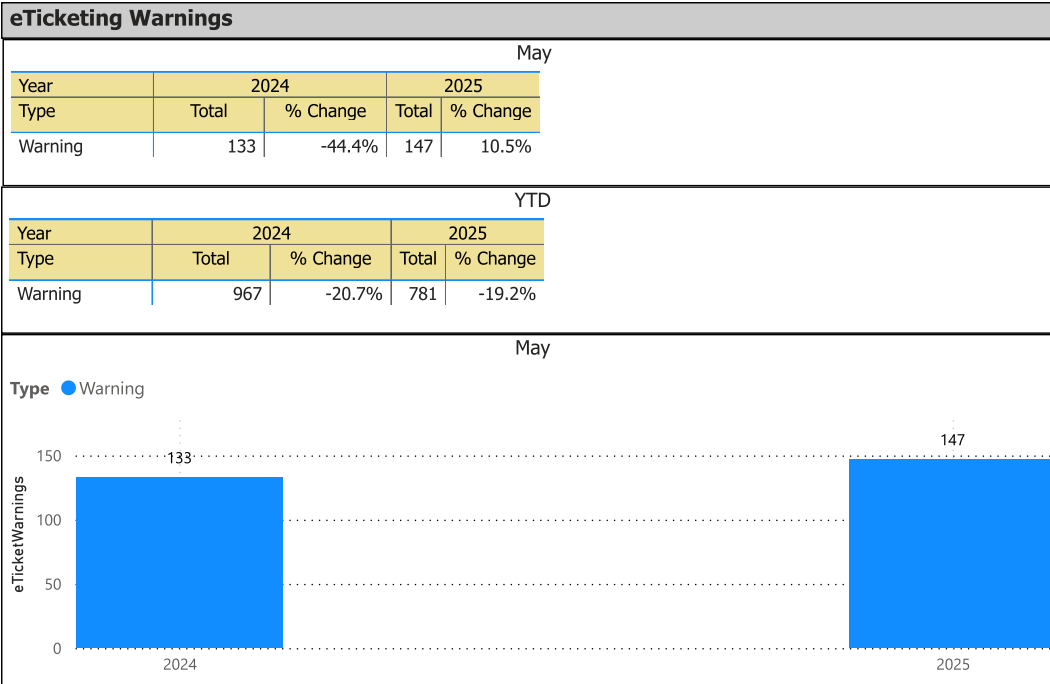 eTicketing Warnings
May
Year 2024 2025
Type Total % Change Total % Change
Warning 133 -44.4% 147 10.5%
YTD
Year 2024 2025
Type Total % Change Total % Change
Warning 967 -20.7% 781 -19.2%
May
Type Warning
147
150
133
100
50
0
eTicketWarnings
2024 2025